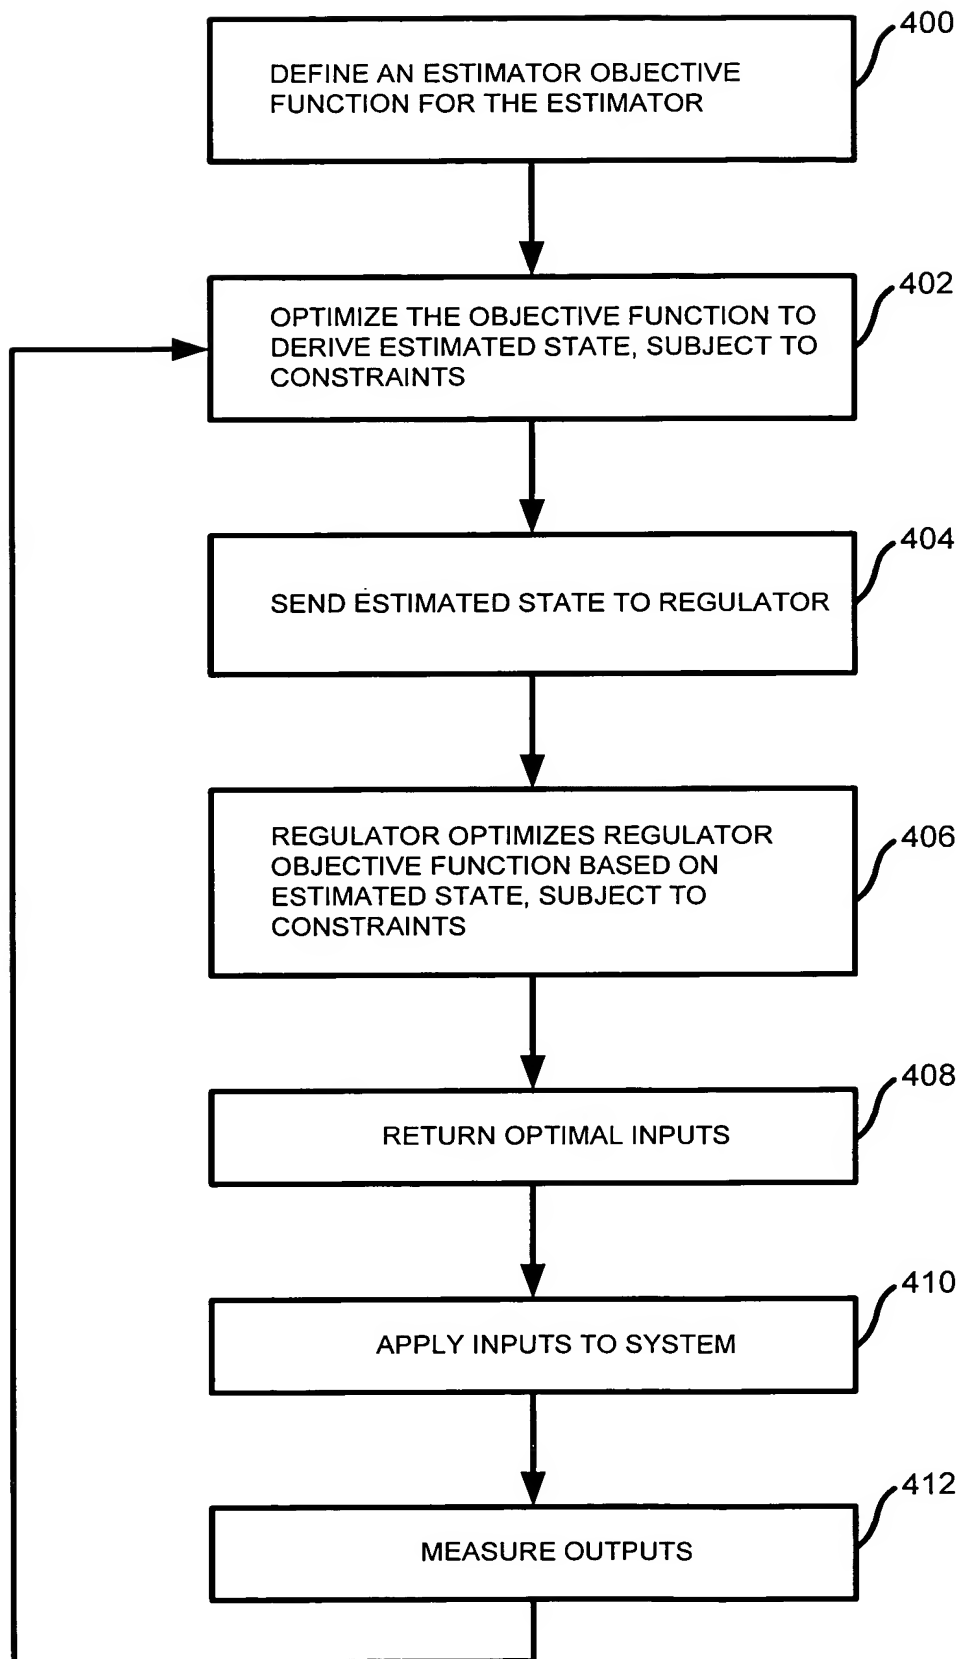 400
DEFINE AN ESTIMATOR OBJECTIVE
FUNCTION FOR THE ESTIMATOR
402
OPTIMIZE THE OBJECTIVE FUNCTION TO
DERIVE ESTIMATED STATE, SUBJECT TO
CONSTRAINTS
404
SEND ESTIMATED STATE TO REGULATOR
406
REGULATOR OPTIMIZES REGULATOR
OBJECTIVE FUNCTION BASED ON
ESTIMATED STATE, SUBJECT TO
CONSTRAINTS
408
RETURN OPTIMAL INPUTS
410
APPLY INPUTS TO SYSTEM
412
MEASURE OUTPUTS